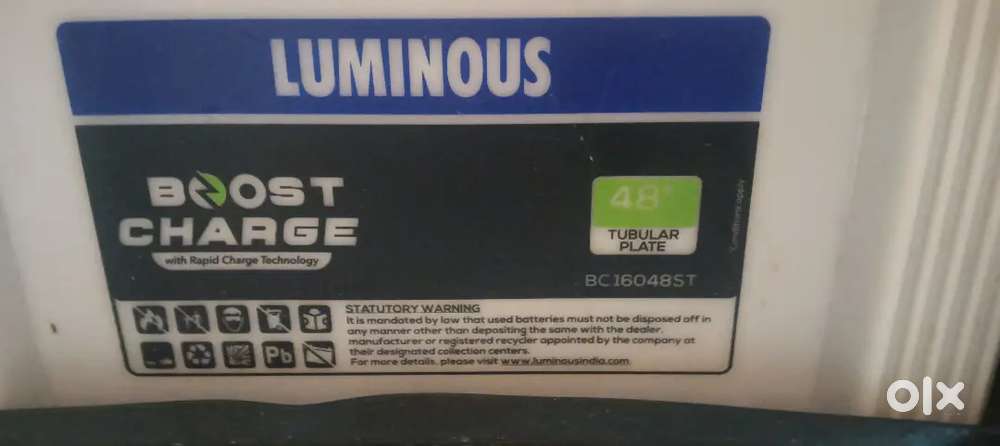 LUMINOUS
BOOST
CHARGE
with Rapid Charge Technology
48*
TUBULAR
PLATE
*Conditions apply
BC16048ST
STATUTORY WARNING
It is mandated by law that used batteries must not be disposed off in
any manner other than depositing the same with the dealer,
manufacturer or registered recycler appointed by the company at
their designated collection centers.
For more details, please visit www.luminousindia.com
Pb
olx